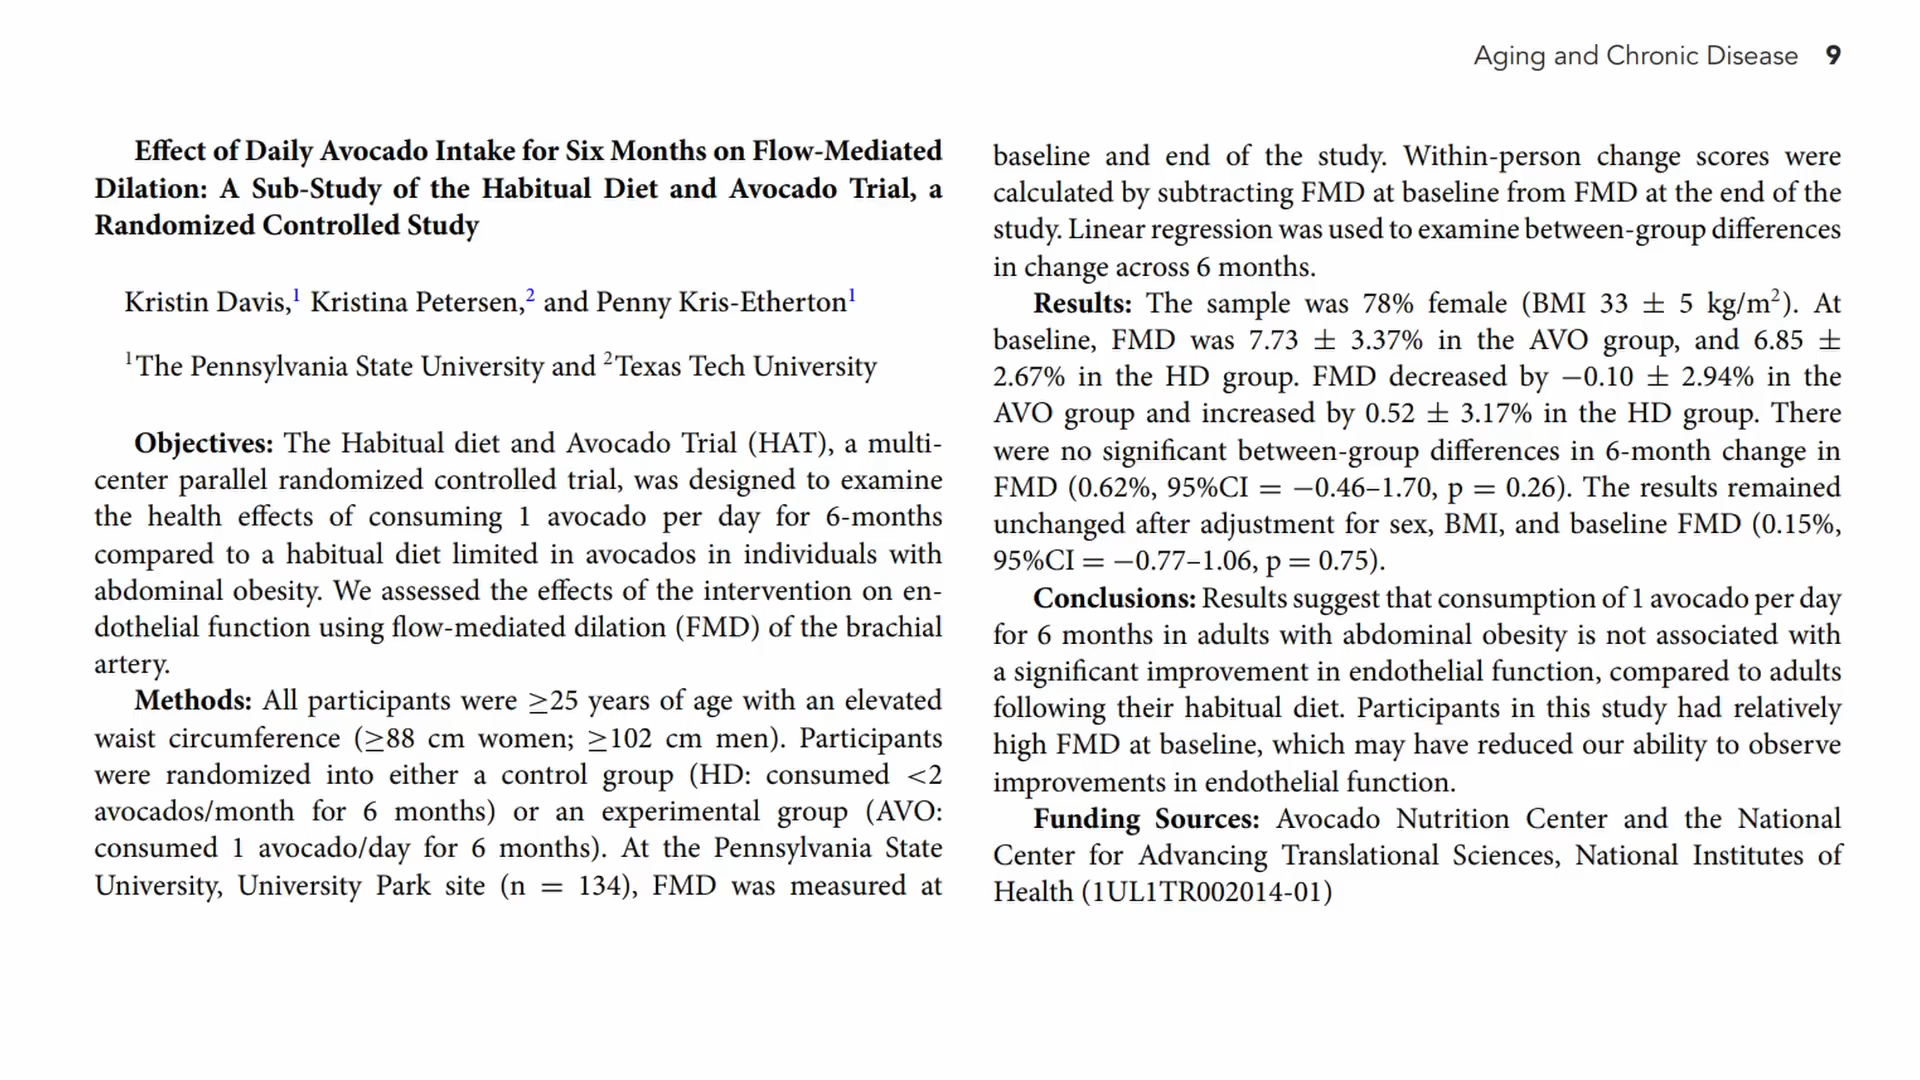 Aging and Chronic Disease 9
Effect of Daily Avocado Intake for Six Months on Flow-Mediated
Dilation: A Sub-Study of the Habitual Diet and Avocado Trial, a
Randomized Controlled Study
Kristin Davis,¹ Kristina Petersen,² and Penny Kris-Etherton¹
¹The Pennsylvania State University and ²Texas Tech University
Objectives: The Habitual diet and Avocado Trial (HAT), a multi-
center parallel randomized controlled trial, was designed to examine
the health effects of consuming 1 avocado per day for 6-months
compared to a habitual diet limited in avocados in individuals with
abdominal obesity. We assessed the effects of the intervention on en-
dothelial function using flow-mediated dilation (FMD) of the brachial
artery.
Methods: All participants were ≥25 years of age with an elevated
waist circumference (≥88 cm women; ≥102 cm men). Participants
were randomized into either a control group (HD: consumed <2
avocados/month for 6 months) or an experimental group (AVO:
consumed 1 avocado/day for 6 months). At the Pennsylvania State
University, University Park site (n = 134), FMD was measured at
baseline and end of the study. Within-person change scores were
calculated by subtracting FMD at baseline from FMD at the end of the
study. Linear regression was used to examine between-group differences
in change across 6 months.
Results: The sample was 78% female (BMI 33 ± 5 kg/m²). At
baseline, FMD was 7.73 ± 3.37% in the AVO group, and 6.85 ±
2.67% in the HD group. FMD decreased by −0.10 ± 2.94% in the
AVO group and increased by 0.52 ± 3.17% in the HD group. There
were no significant between-group differences in 6-month change in
FMD (0.62%, 95%CI = −0.46–1.70, p = 0.26). The results remained
unchanged after adjustment for sex, BMI, and baseline FMD (0.15%,
95%CI = −0.77–1.06, p = 0.75).
Conclusions: Results suggest that consumption of 1 avocado per day
for 6 months in adults with abdominal obesity is not associated with
a significant improvement in endothelial function, compared to adults
following their habitual diet. Participants in this study had relatively
high FMD at baseline, which may have reduced our ability to observe
improvements in endothelial function.
Funding Sources: Avocado Nutrition Center and the National
Center for Advancing Translational Sciences, National Institutes of
Health (1UL1TR002014-01)